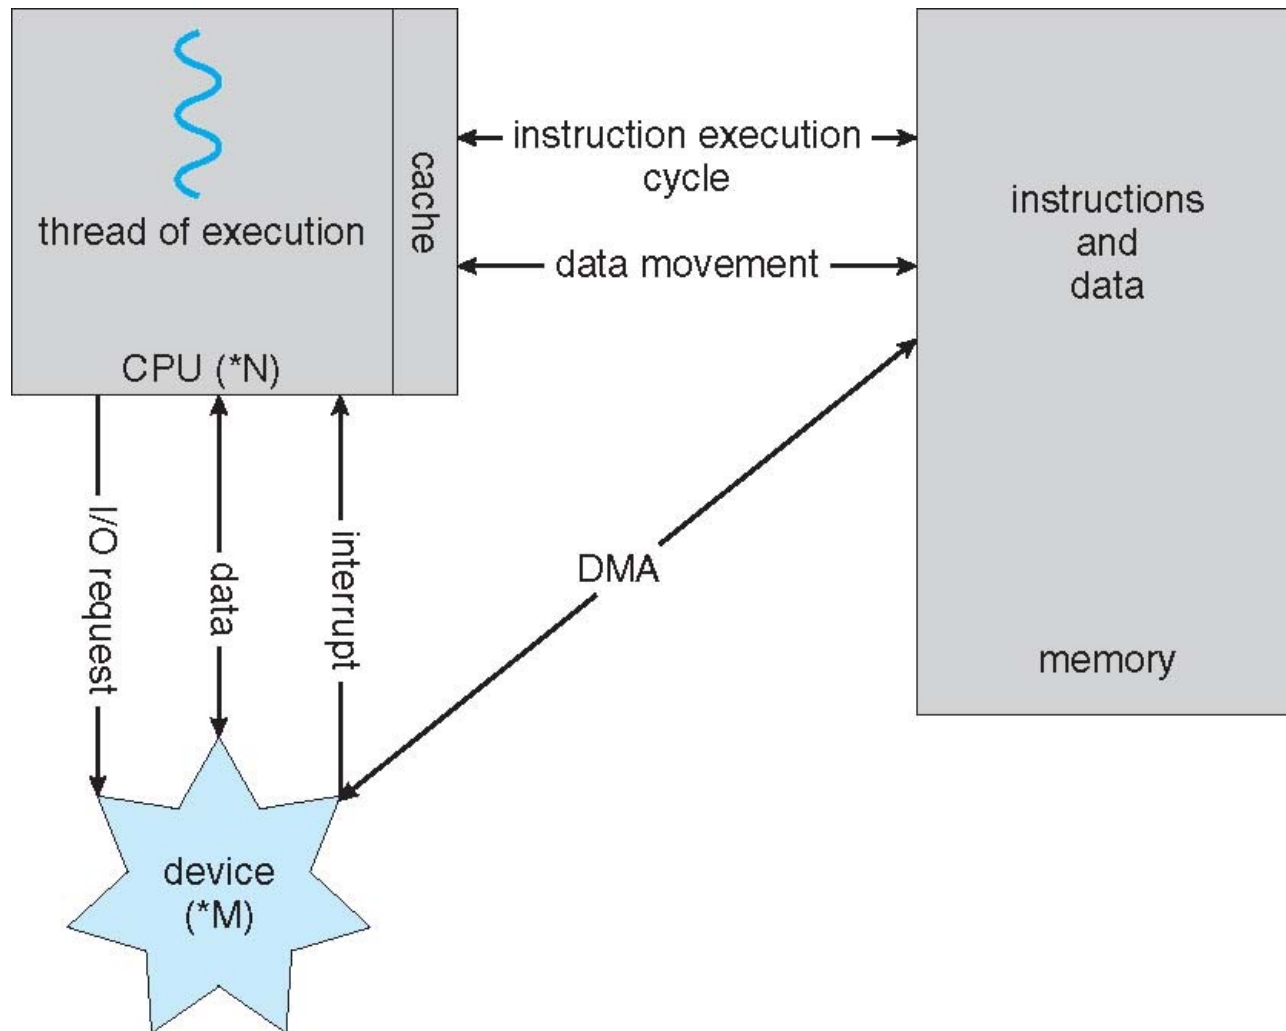 thread of execution
CPU (*N)
cache
instruction execution
cycle
data movement
instructions
and
data
memory
I/O request
data
interrupt
DMA
device
(*M)